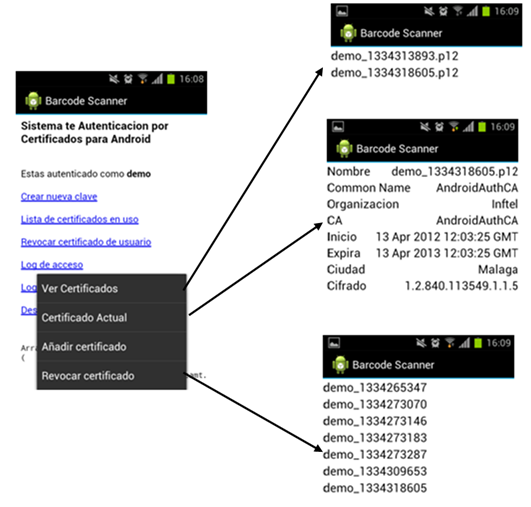 16:08
Barcode Scanner
Sistema te Autenticacion por
Certificados para Android
Estas autenticado como demo
Crear nueva clave
Lista de certificados en uso
Revocar certificado de usuario
Log de acceso
Log
Des
Arra
(
amt.
Ver Certificados
Certificado Actual
Añadir certificado
Revocar certificado
16:09
Barcode Scanner
demo_1334313893.p12
demo_1334318605.p12
16:09
Barcode Scanner
Nombre demo_1334318605.p12
Common Name AndroidAuthCA
Organizacion Inftel
CA AndroidAuthCA
Inicio 13 Apr 2012 12:03:25 GMT
Expira 13 Apr 2013 12:03:25 GMT
Ciudad Malaga
Cifrado 1.2.840.113549.1.1.5
16:09
Barcode Scanner
demo_1334265347
demo_1334273070
demo_1334273146
demo_1334273183
demo_1334273287
demo_1334309653
demo_1334318605